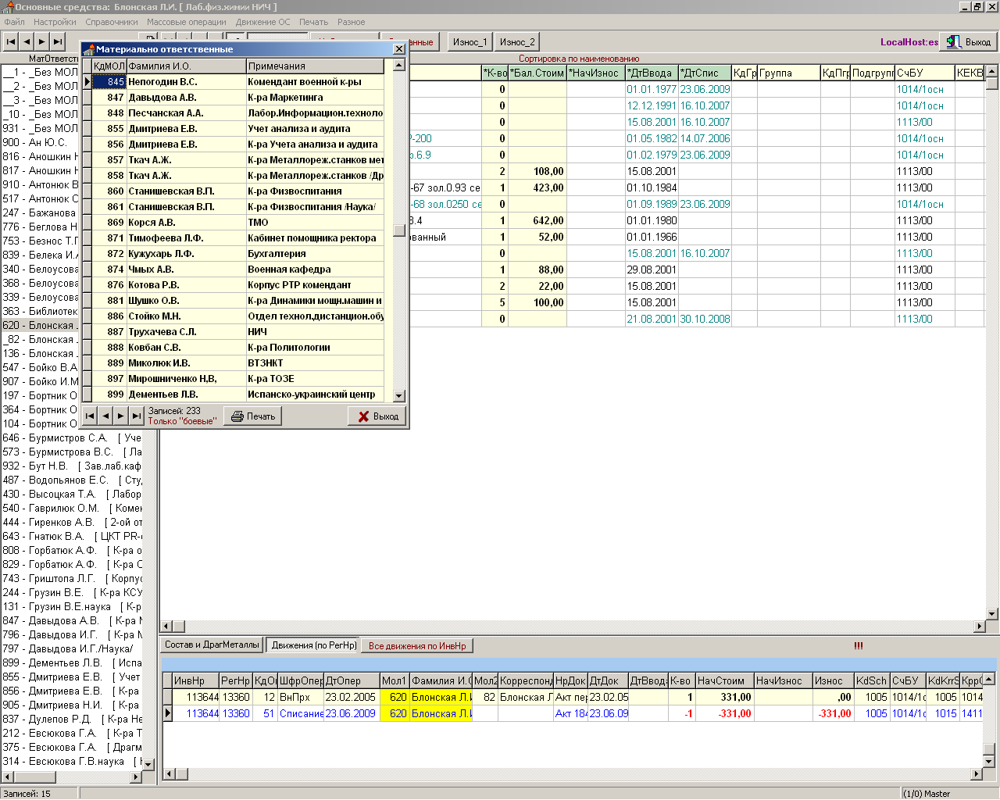 Основные средства: Блонская Л.И. [ Лаб.физ.химии НИЧ ]
Файл Настройки Справочники Массовые операции Движение ОС Печать Разное
Износ_1 Износ_2 LocalHost:es Выход
Сортировка по наименованию
МатОтветств
__1 - _Без МОЛ
__2 - _Без МОЛ
__3 - _Без МОЛ
_10 - _Без МОЛ
931 - _Без МОЛ
900 - Ан Ю.С.
816 - Аношкин
817 - Аношкин
910 - Антонюк В
517 - Антонюк С
247 - Бажанова
776 - Беглова Н
753 - Безнос Т.Г
839 - Белека И.
340 - Белоусова
368 - Белоусова
339 - Белоусова
363 - Библиотек
620 - Блонская
_82 - Блонская
136 - Блонская
547 - Бойко В.А
907 - Бойко И.М
197 - Бортник О
364 - Бортник О
104 - Бортник О
646 - Бурмистров С.А. [ Уче
573 - Бурмистрова В.С. [ Ла
932 - Бут Н.В. [ Зав.лаб.каф
487 - Водопьянов Е.С. [ Сту
430 - Высоцкая Т.А. [ Лабор
540 - Гаврилюк О.М. [ Комен
444 - Гиренков А.В. [ 2-ой от
643 - Гнатюк В.А. [ ЦКТ PR-
808 - Горбатюк А.Ф. [ К-ра о
829 - Горбатюк А.Ф. [ К-ра С
743 - Гриштопа Л.Г. [ Корпус
244 - Грузин В.Е. [ К-ра КСУ
131 - Грузин В.Е.наука [ К-р
847 - Давыдова А.В. [ К-ра М
796 - Давыдова И.Г. [ К-ра М
797 - Давыдова И.Г./Наука/
899 - Дементьев Л.В. [ Испа
855 - Дмитриева Е.В. [ Учет
856 - Дмитриева Е.В. [ К-ра
905 - Дмитриева Н.И. [ К-ра
837 - Дулепов Р.Д. [ К-ра Не
212 - Евсюкова Г.А. [ К-ра Т
375 - Евсюкова Г.А. [ Драгм
314 - Евсюкова Г.В.наука [
Материально ответственные
КдМОЛ Фамилия И.О. Примечания
845 Непогодин В.С. Комендант военной к-ры
847 Давыдова А.В. К-ра Маркетинга
848 Песчанская А.А. Лабор.Информацион.техноло
855 Дмитриева Е.В. Учет анализа и аудита
856 Дмитриева Е.В. К-ра Учета анализа и аудита
857 Ткач А.Ж. К-ра Металлореж.станков мет
858 Ткач А.Ж. К-ра Металлореж.станков /Др
860 Станишевская В.П. К-ра Физвоспитания
861 Станишевская В.П. К-ра Физвоспитания /Наука/
869 Корся А.В. ТМО
871 Тимофеева Л.Ф. Кабинет помощника ректора
872 Кужухарь Л.Ф. Бухгалтерия
874 Чмых А.В. Военная кафедра
876 Котова Р.В. Корпус РТР комендант
881 Шушко О.В. К-ра Динамики мощн.машин и
886 Стойко М.Н. Отдел технол.дистанцион.обу
887 Трухачева С.Л. НИЧ
888 Ковбан С.В. К-ра Политологии
889 Миколюк И.В. ВТЗНКТ
897 Мирошниченко Н,В, К-ра ТОЗЕ
899 Дементьев Л.В. Испанско-украинский центр
Записей: 233
Только "боевые"
Печать Выход
*К-во *Бал.Стоим *НачИзнос *ДтВвода *ДтСпис КдГр Группа КдПгр Подгрупп СчБУ КЕКВ
0 01.01.1977 23.06.2009 1014/1осн
0 12.12.1991 16.10.2007 1014/1осн
0 15.08.2001 16.10.2007 1113/00
-200 0 01.05.1982 14.07.2006 1014/1осн
.6.9 0 01.02.1979 23.06.2009 1014/1осн
2 108,00 15.08.2001 1113/00
-67 зол.0.93 се 1 423,00 01.10.1984 1113/00
-68 зол.0250 се 0 01.09.1989 23.06.2009 1014/1осн
3.4 1 642,00 01.01.1980 1113/00
ованный 1 52,00 01.01.1966 1113/00
0 15.08.2001 16.10.2007 1113/00
1 88,00 29.08.2001 1113/00
2 22,00 15.08.2001 1113/00
5 100,00 15.08.2001 1113/00
0 21.08.2001 30.10.2008 1113/00
Состав и ДрагМеталлы Движения (по РегНр) Все движения по ИнвНр !!!
ИнвНр РегНр КдОп ШфрОпер ДтОпер Мол1 Фамилия И.О Мол2 Корреспонд НрДок ДтДок ДтВвода К-во НачСтоим НачИзнос Износ KdSch СчБУ KdKrrS КррС
113644 13360 12 ВнПрх 23.02.2005 620 Блонская Л.И 82 Блонская Л Акт пер 23.02.05 1 331,00 ,00 1005 1014/1о 1005 1014
113644 13360 51 Списание 23.06.2009 620 Блонская Л.И Акт 184 23.06.09 -1 -331,00 -331,00 1005 1014/1о 1015 1411
Записей: 15 (1/0) Master